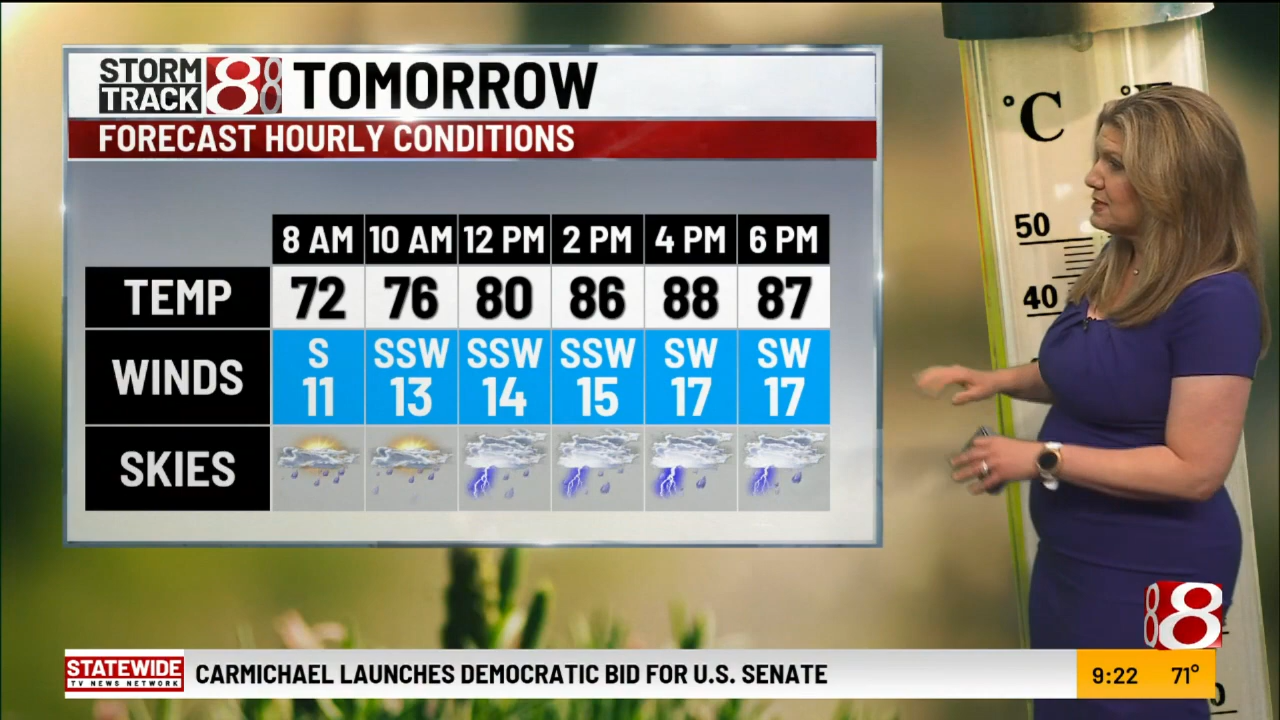 STORM
TRACK 8 8
TOMORROW
FORECAST HOURLY CONDITIONS
8 AM 10 AM 12 PM 2 PM 4 PM 6 PM
TEMP 72 76 80 86 88 87
WINDS S SSW SSW SSW SW SW
11 13 14 15 17 17
SKIES
°C
50
40
8 8
STATEWIDE
TV NEWS NETWORK
CARMICHAEL LAUNCHES DEMOCRATIC BID FOR U.S. SENATE
9:22 71°